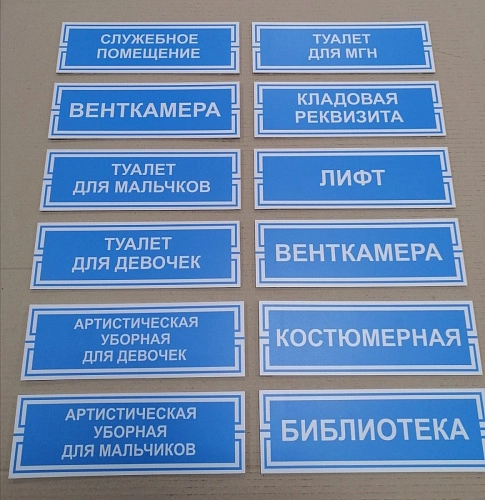 СЛУЖЕБНОЕ
ПОМЕЩЕНИЕ
ТУАЛЕТ
ДЛЯ МГН
ВЕНТКАМЕРА
КЛАДОВАЯ
РЕКВИЗИТА
ТУАЛЕТ
ДЛЯ МАЛЬЧКОВ
ЛИФТ
ТУАЛЕТ
ДЛЯ ДЕВОЧЕК
ВЕНТКАМЕРА
АРТИСТИЧЕСКАЯ
УБОРНАЯ
ДЛЯ ДЕВОЧЕК
КОСТЮМЕРНАЯ
АРТИСТИЧЕСКАЯ
УБОРНАЯ
ДЛЯ МАЛЬЧИКОВ
БИБЛИОТЕКА